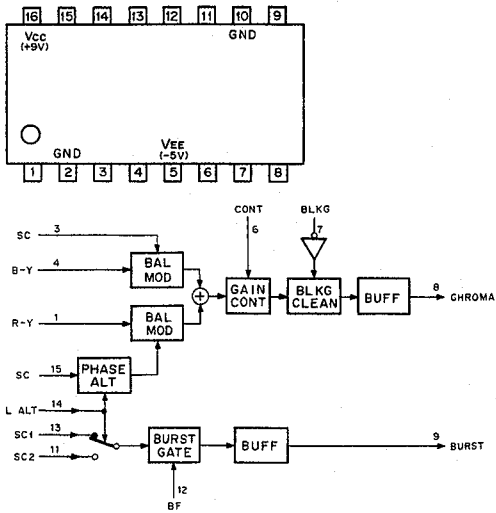 16 15 14 13 12 11 10 9
VCC GND
(+9V)
GND VEE
(-5V)
1 2 3 4 5 6 7 8
CONT BLKG
6 7
SC 3
B-Y 4 BAL MOD
GAIN CONT BLKG CLEAN BUFF 8 CHROMA
R-Y 1 BAL MOD
+
SC 15 PHASE ALT
L ALT 14
SC1 13
BURST GATE BUFF 9 BURST
SC2 11
12
BF